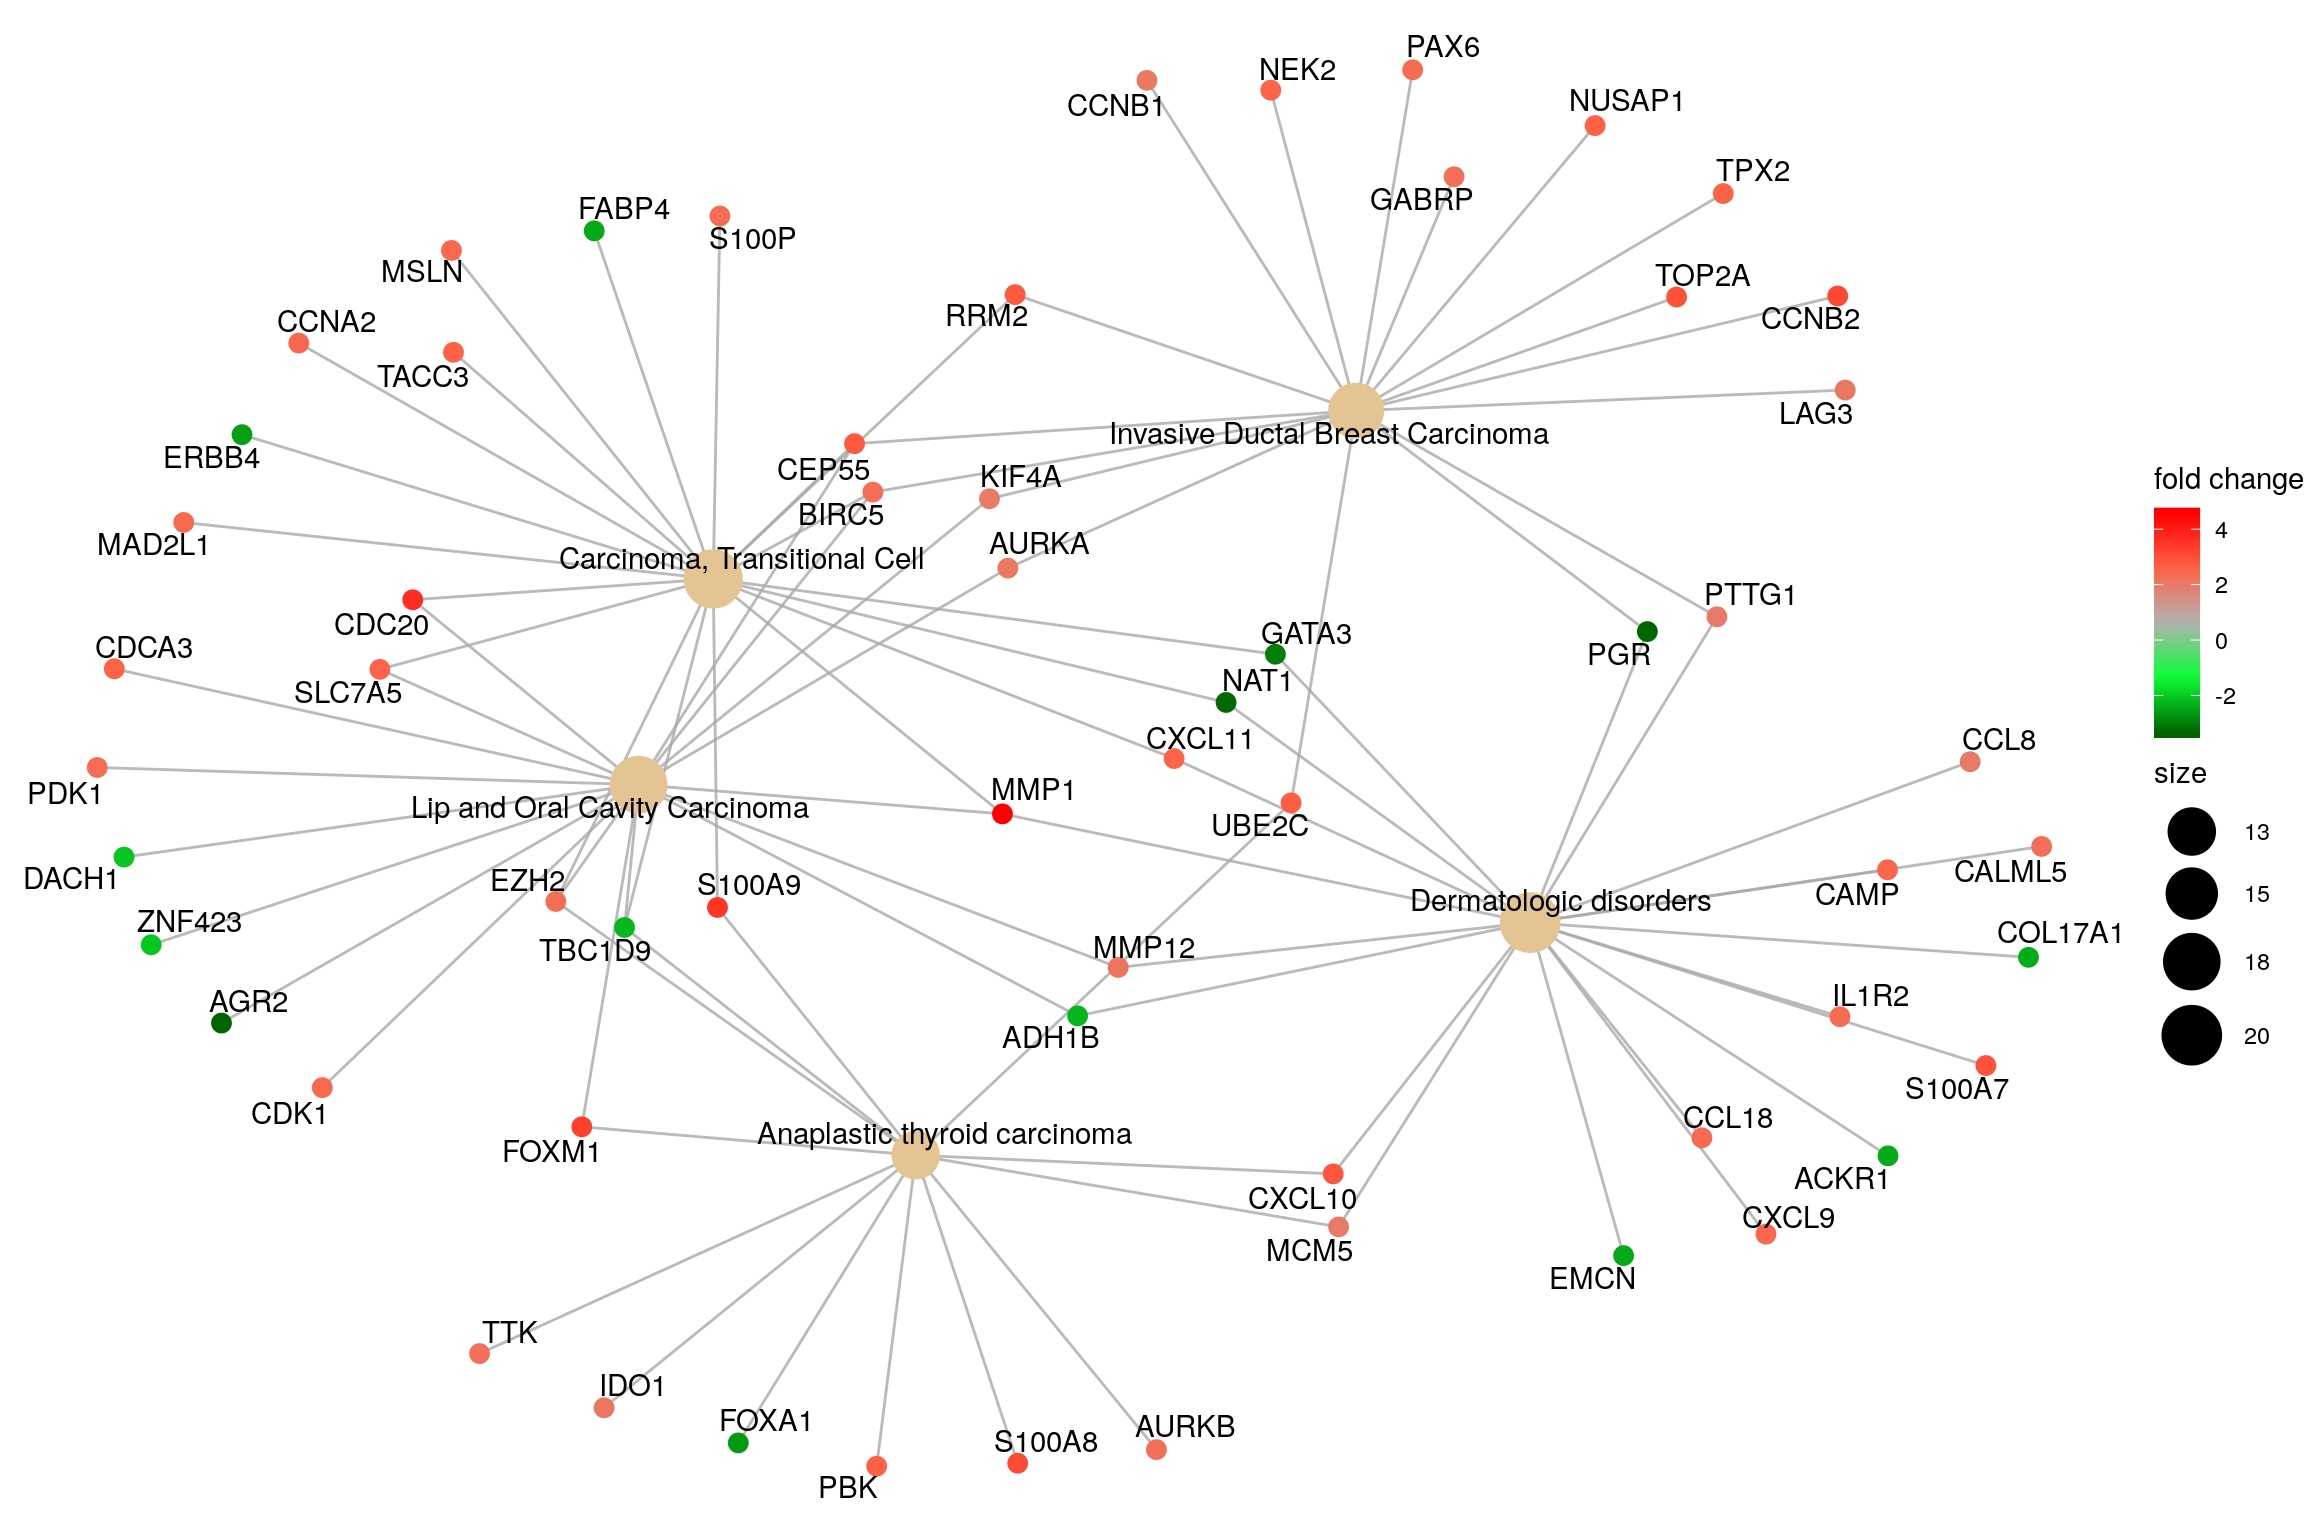 PAX6
NEK2
CCNB1
NUSAP1
TPX2
GABRP
FABP4
S100P
MSLN
TOP2A
RRM2
CCNB2
CCNA2
TACC3
LAG3
Invasive Ductal Breast Carcinoma
ERBB4
CEP55
KIF4A
BIRC5
MAD2L1
AURKA
Carcinoma, Transitional Cell
PTTG1
CDC20
GATA3
CDCA3
PGR
NAT1
SLC7A5
CXCL11
CCL8
PDK1
MMP1
Lip and Oral Cavity Carcinoma
UBE2C
DACH1
EZH2
S100A9
CALML5
CAMP
Dermatologic disorders
ZNF423
COL17A1
TBC1D9
MMP12
AGR2
IL1R2
ADH1B
S100A7
CDK1
CCL18
Anaplastic thyroid carcinoma
FOXM1
ACKR1
CXCL10
CXCL9
MCM5
EMCN
TTK
IDO1
FOXA1
AURKB
S100A8
PBK
fold change
4
2
0
-2
size
13
15
18
20